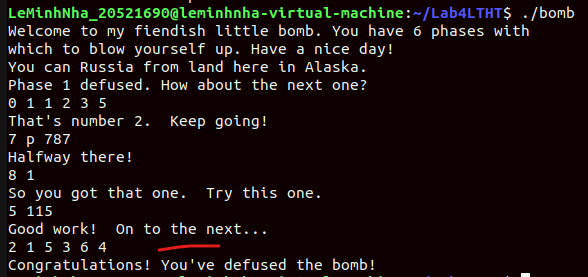 LeMinhNha_20521690@leminhnha-virtual-machine:~/Lab4LTHT$ ./bomb
Welcome to my fiendish little bomb. You have 6 phases with
which to blow yourself up. Have a nice day!
You can Russia from land here in Alaska.
Phase 1 defused. How about the next one?
0 1 1 2 3 5
That's number 2.  Keep going!
7 p 787
Halfway there!
8 1
So you got that one.  Try this one.
5 115
Good work!  On to the next...
2 1 5 3 6 4
Congratulations! You've defused the bomb!